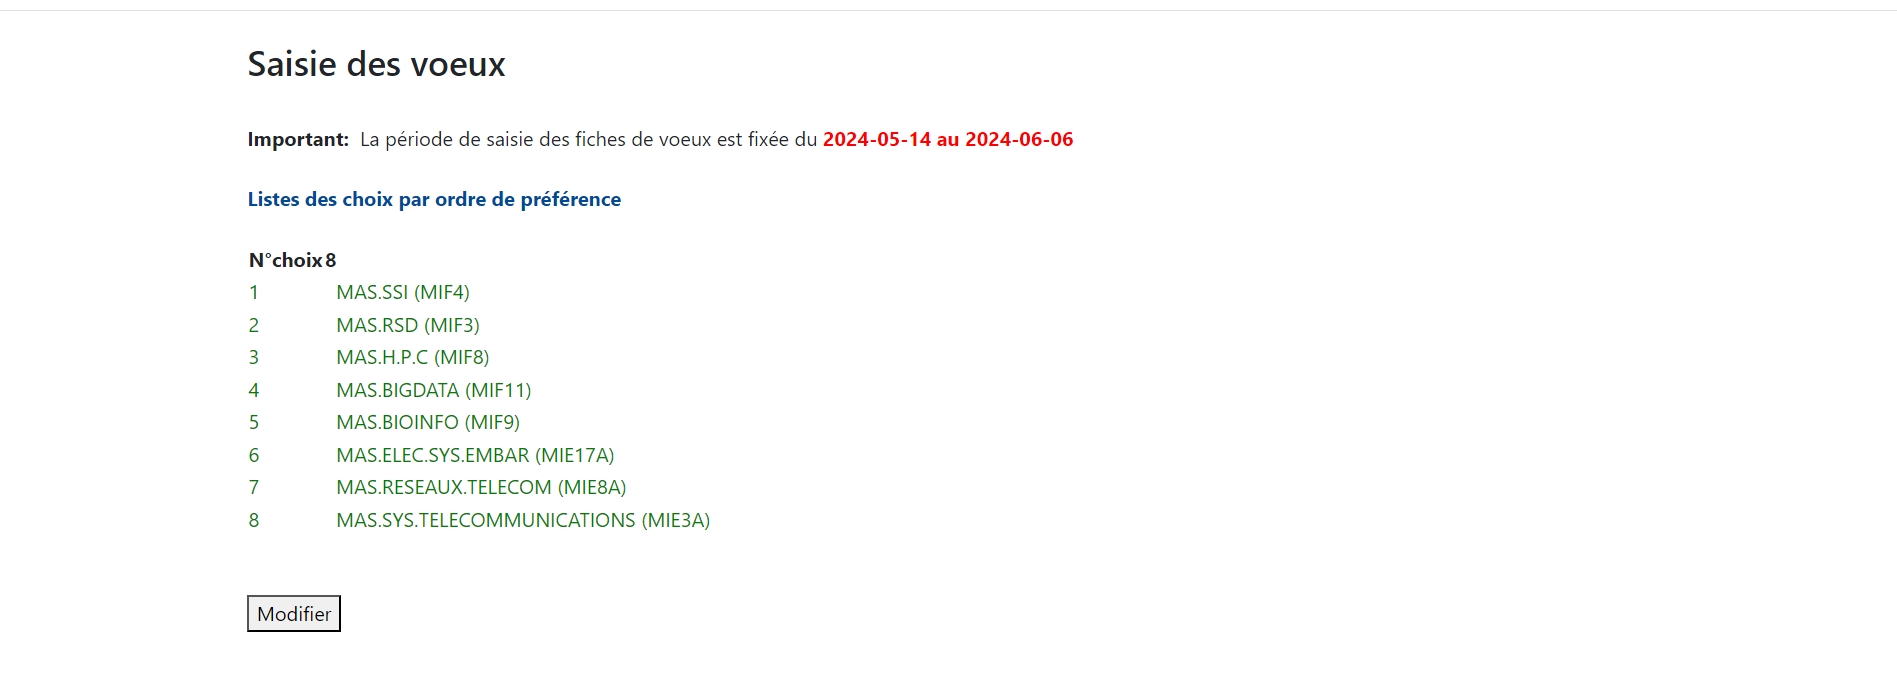 Saisie des voeux
Important: La période de saisie des fiches de voeux est fixée du 2024-05-14 au 2024-06-06
Listes des choix par ordre de préférence
N°choix 8
1 MAS.SSI (MIF4)
2 MAS.RSD (MIF3)
3 MAS.H.P.C (MIF8)
4 MAS.BIGDATA (MIF11)
5 MAS.BIOINFO (MIF9)
6 MAS.ELEC.SYS.EMBAR (MIE17A)
7 MAS.RESEAUX.TELECOM (MIE8A)
8 MAS.SYS.TELECOMMUNICATIONS (MIE3A)
Modifier